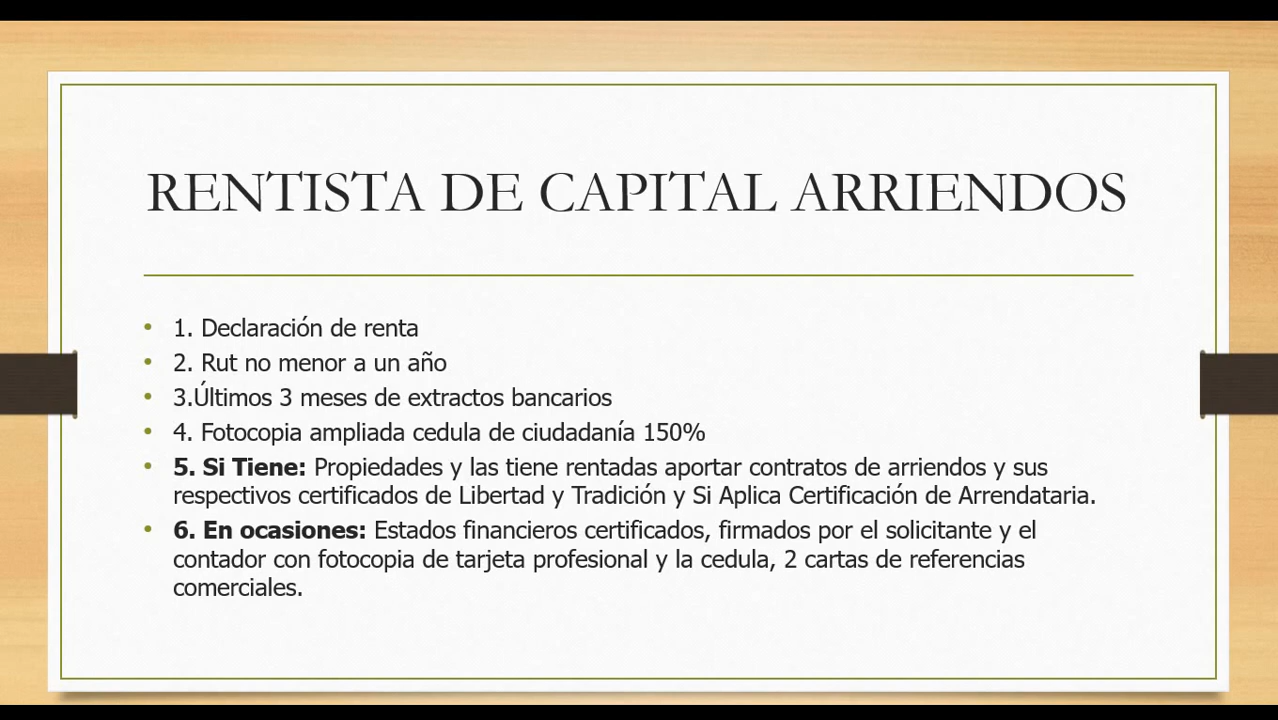 RENTISTA DE CAPITAL ARRIENDOS
• 1. Declaración de renta
• 2. Rut no menor a un año
• 3.Últimos 3 meses de extractos bancarios
• 4. Fotocopia ampliada cedula de ciudadanía 150%
• 5. Si Tiene: Propiedades y las tiene rentadas aportar contratos de arriendos y sus
respectivos certificados de Libertad y Tradición y Si Aplica Certificación de Arrendataria.
• 6. En ocasiones: Estados financieros certificados, firmados por el solicitante y el
contador con fotocopia de tarjeta profesional y la cedula, 2 cartas de referencias
comerciales.